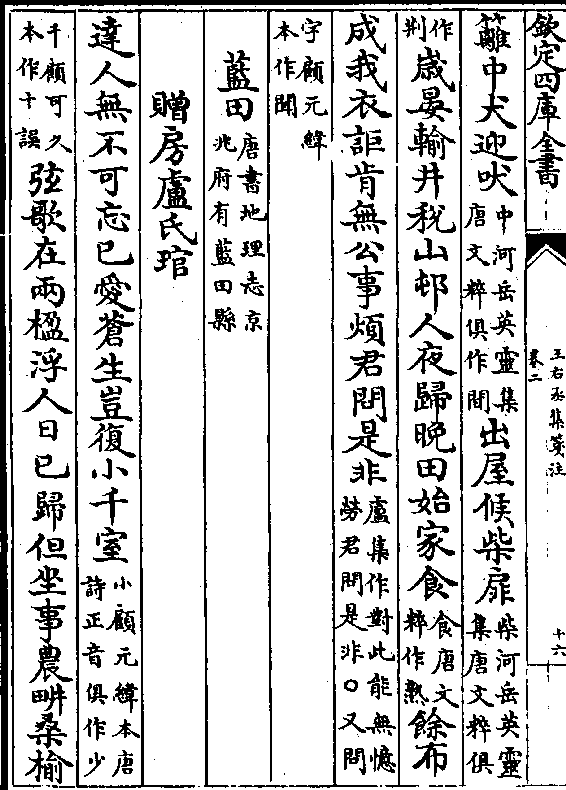 欽定四庫全書
王右丞集箋注
卷二
十六
籬中犬迎吠中河岳英靈集唐文粹俱作間出屋候柴扉柴河岳英靈集唐文粹俱
作荆歳晏輸井稅山邨人夜歸晚田始家食食唐文粹作熟餘布
成我衣詎肯無公事煩君問是非盧集作對此能無憶勞君問是非○又問
字顧元緯本作聞
藍田唐書地理志京兆府有藍田縣
贈房盧氏琯
達人無不可忘已愛蒼生豈復小千室小顧元緯本唐詩正音俱作少
千顧可久本作十誤弦歌在兩楹浮人日已歸但坐事農畊桑榆